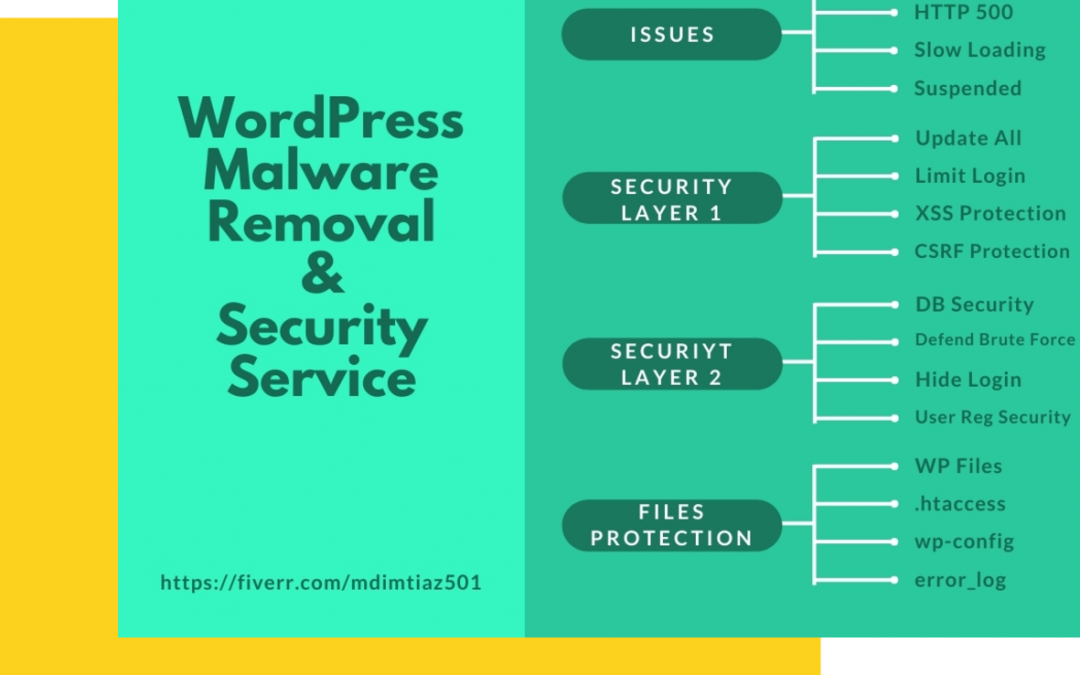 WordPress
Malware
Removal
&
Security
Service
https://fiverr.com/mdimtiaz501
ISSUES
HTTP 500
Slow Loading
Suspended
SECURITY
LAYER 1
Update All
Limit Login
XSS Protection
CSRF Protection
SECURIYT
LAYER 2
DB Security
Defend Brute Force
Hide Login
User Reg Security
FILES
PROTECTION
WP Files
.htaccess
wp-config
error_log